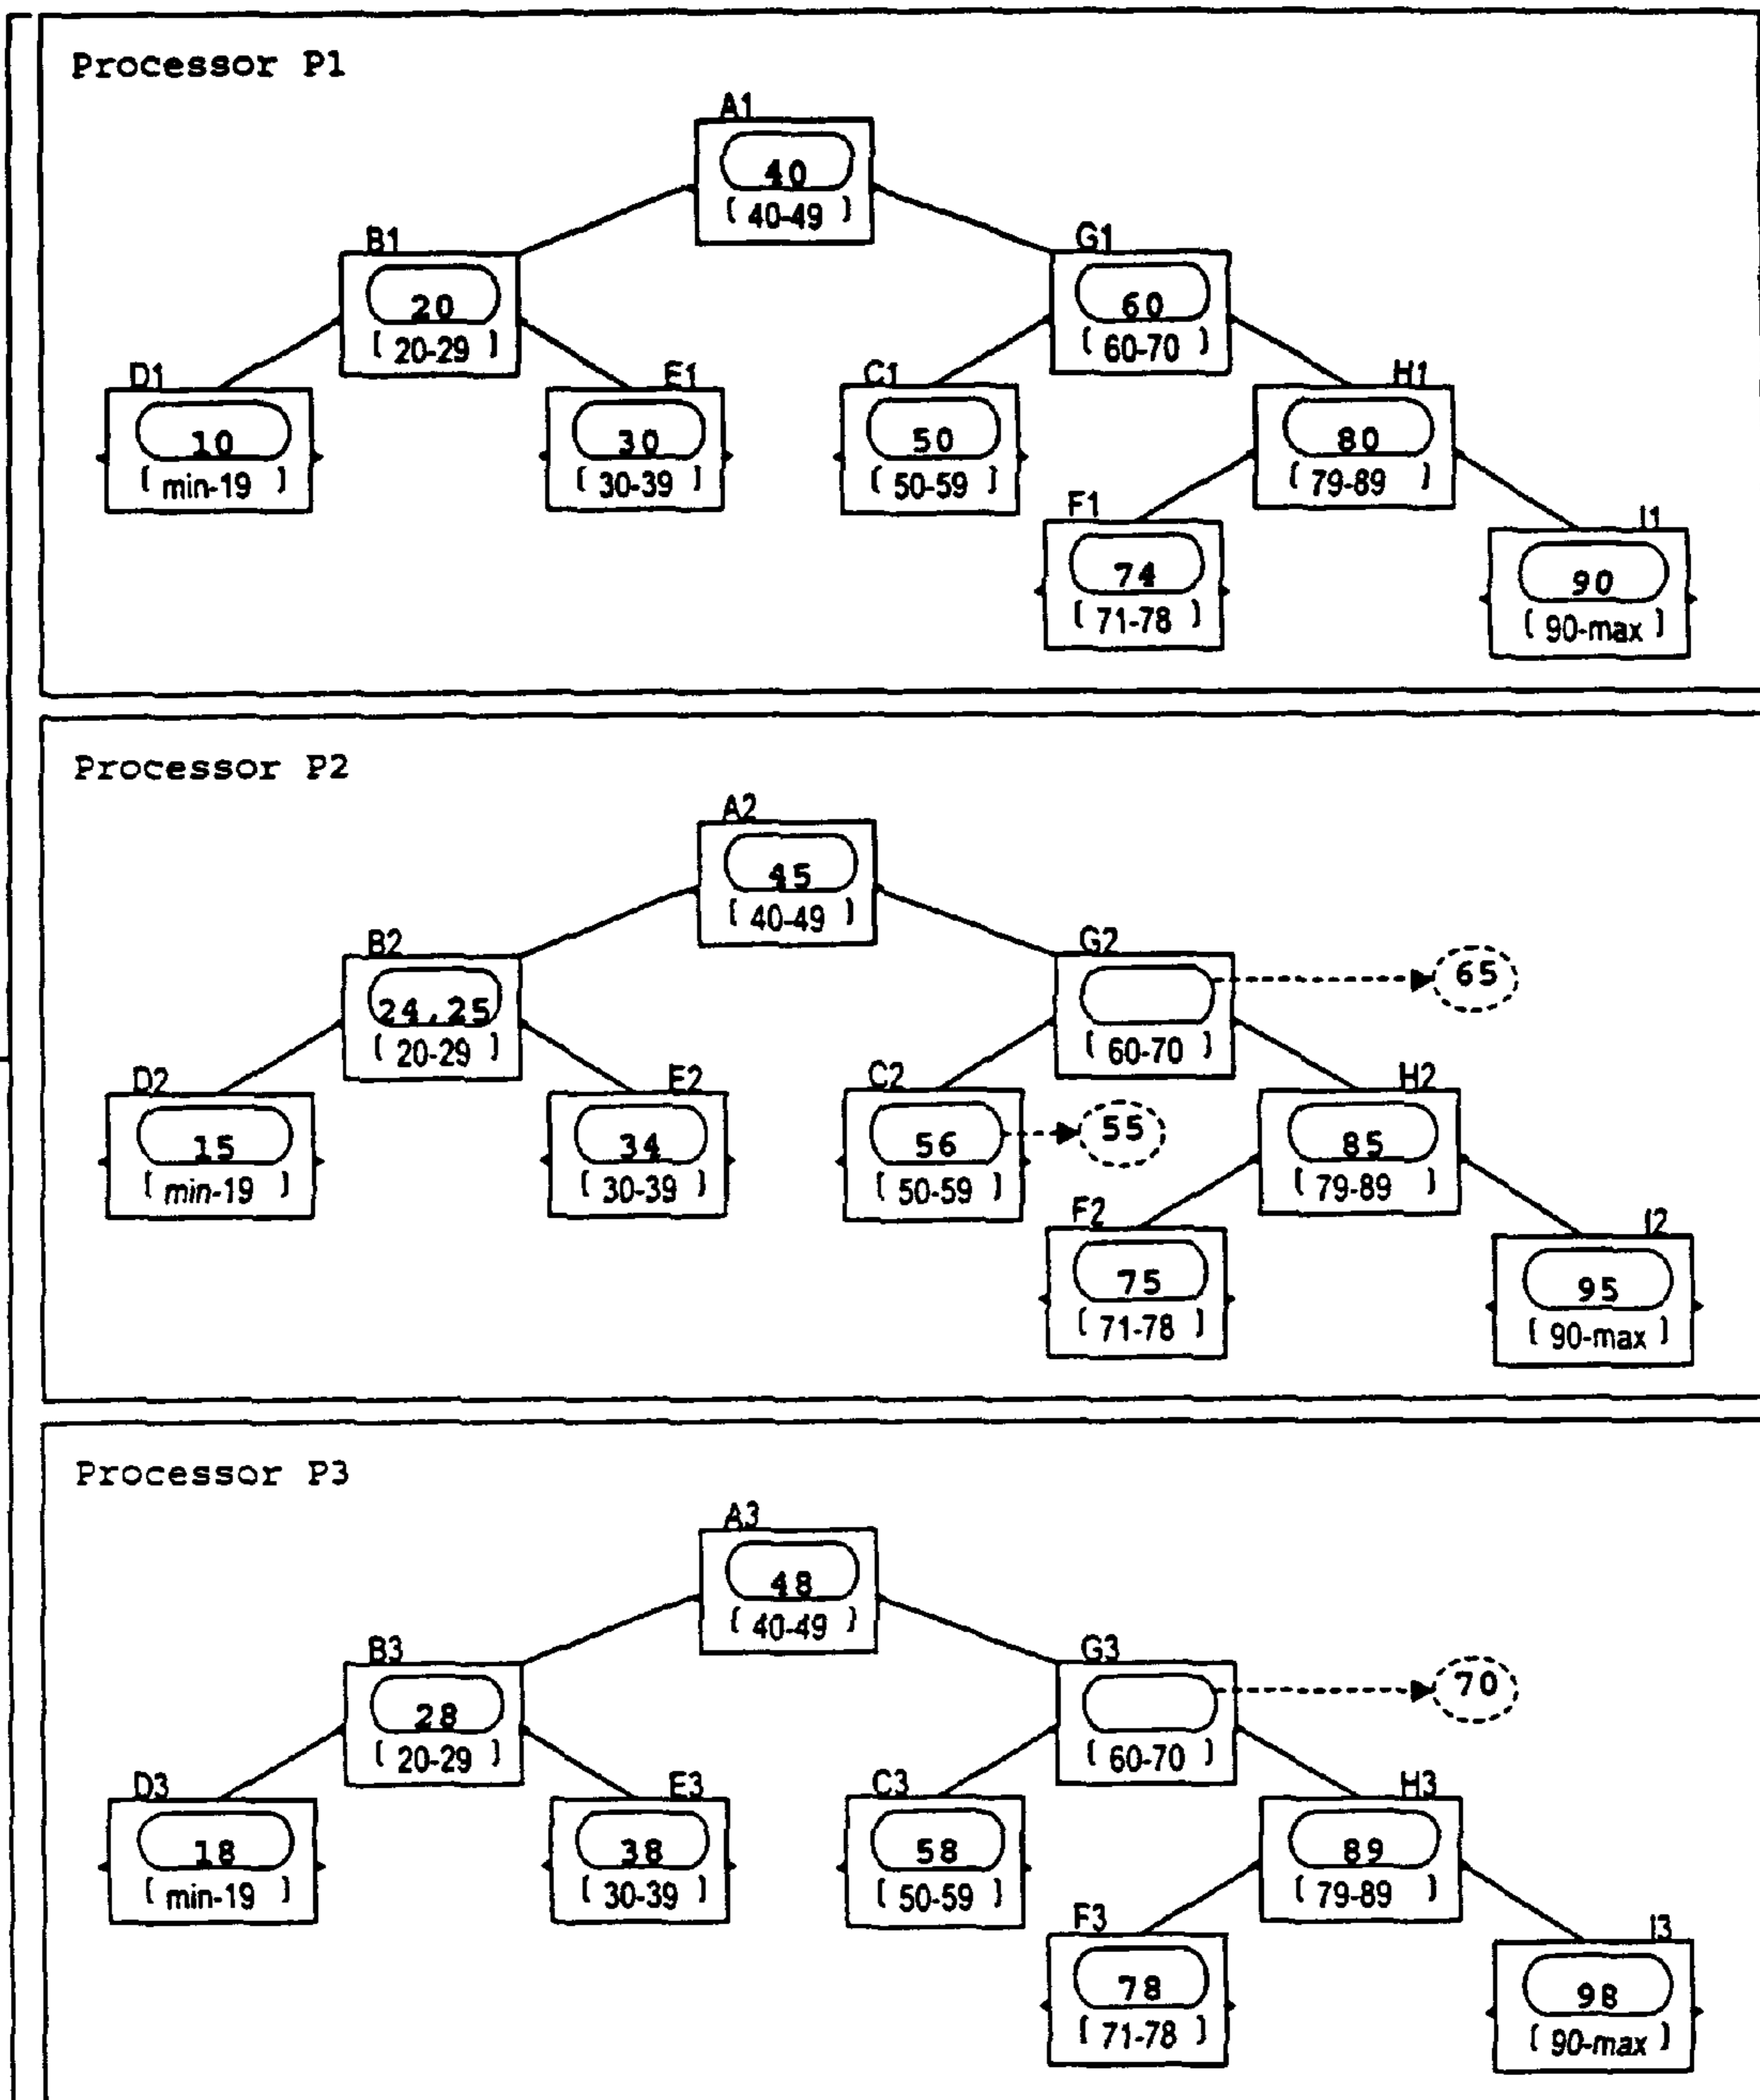 Processor P1
A1
40
[ 40-49 ]
B1
20
[ 20-29 ]
G1
60
[ 60-70 ]
D1
10
[ min-19 ]
E1
30
[ 30-39 ]
C1
50
[ 50-59 ]
H1
80
[ 79-89 ]
F1
74
[ 71-78 ]
I1
90
[ 90-max ]
Processor P2
A2
45
[ 40-49 ]
B2
24,25
[ 20-29 ]
G2
65
[ 60-70 ]
D2
15
[ min-19 ]
E2
34
[ 30-39 ]
C2
56
55
[ 50-59 ]
H2
85
[ 79-89 ]
F2
75
[ 71-78 ]
I2
95
[ 90-max ]
Processor P3
A3
48
[ 40-49 ]
B3
28
[ 20-29 ]
G3
70
[ 60-70 ]
D3
18
[ min-19 ]
E3
38
[ 30-39 ]
C3
58
[ 50-59 ]
H3
89
[ 79-89 ]
F3
78
[ 71-78 ]
I3
98
[ 90-max ]